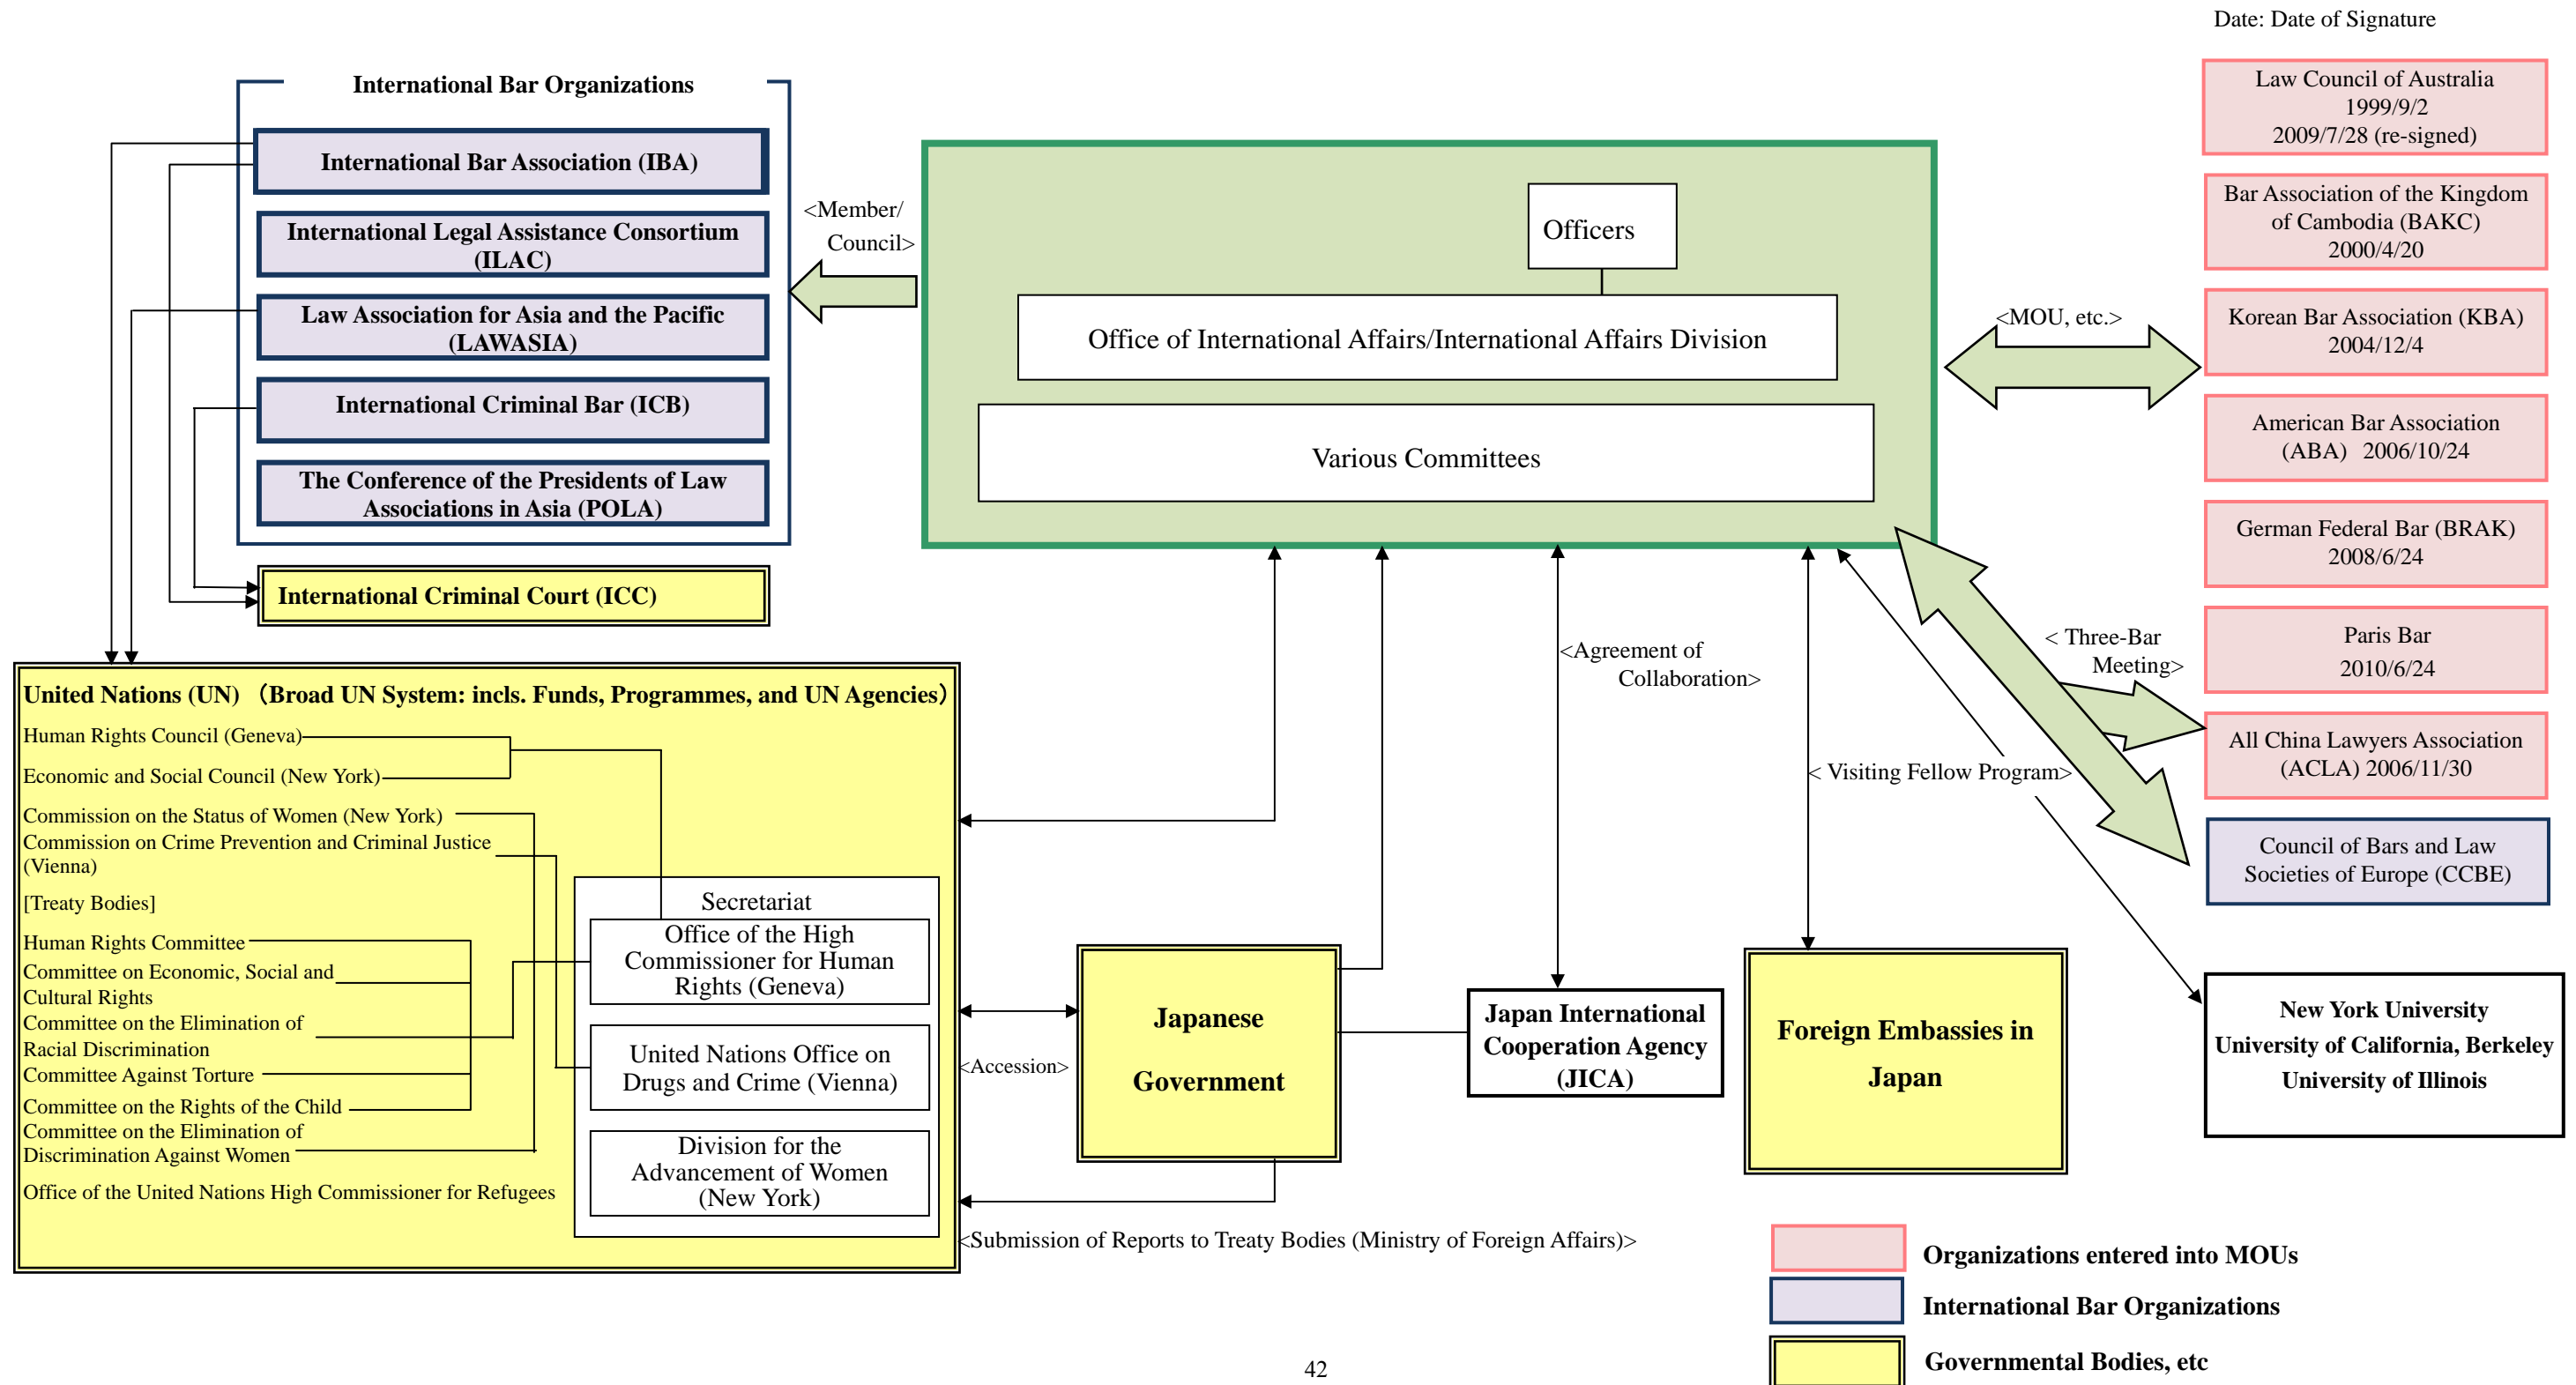 Date: Date of Signature
International Bar Organizations
International Bar Association (IBA)
International Legal Assistance Consortium
(ILAC)
Law Association for Asia and the Pacific
(LAWASIA)
International Criminal Bar (ICB)
The Conference of the Presidents of Law
Associations in Asia (POLA)
International Criminal Court (ICC)
<Member/
Council>
Officers
Office of International Affairs/International Affairs Division
Various Committees
<MOU, etc.>
Law Council of Australia
1999/9/2
2009/7/28 (re-signed)
Bar Association of the Kingdom
of Cambodia (BAKC)
2000/4/20
Korean Bar Association (KBA)
2004/12/4
American Bar Association
(ABA) 2006/10/24
German Federal Bar (BRAK)
2008/6/24
Paris Bar
2010/6/24
All China Lawyers Association
(ACLA) 2006/11/30
Council of Bars and Law
Societies of Europe (CCBE)
< Three-Bar
Meeting>
<Agreement of
Collaboration>
< Visiting Fellow Program>
United Nations (UN) （Broad UN System: incls. Funds, Programmes, and UN Agencies）
Human Rights Council (Geneva)
Economic and Social Council (New York)
Commission on the Status of Women (New York)
Commission on Crime Prevention and Criminal Justice
(Vienna)
[Treaty Bodies]
Human Rights Committee
Committee on Economic, Social and
Cultural Rights
Committee on the Elimination of
Racial Discrimination
Committee Against Torture
Committee on the Rights of the Child
Committee on the Elimination of
Discrimination Against Women
Office of the United Nations High Commissioner for Refugees
Secretariat
Office of the High
Commissioner for Human
Rights (Geneva)
United Nations Office on
Drugs and Crime (Vienna)
Division for the
Advancement of Women
(New York)
<Accession>
Japanese
Government
Japan International
Cooperation Agency
(JICA)
Foreign Embassies in
Japan
New York University
University of California, Berkeley
University of Illinois
<Submission of Reports to Treaty Bodies (Ministry of Foreign Affairs)>
Organizations entered into MOUs
International Bar Organizations
Governmental Bodies, etc
42